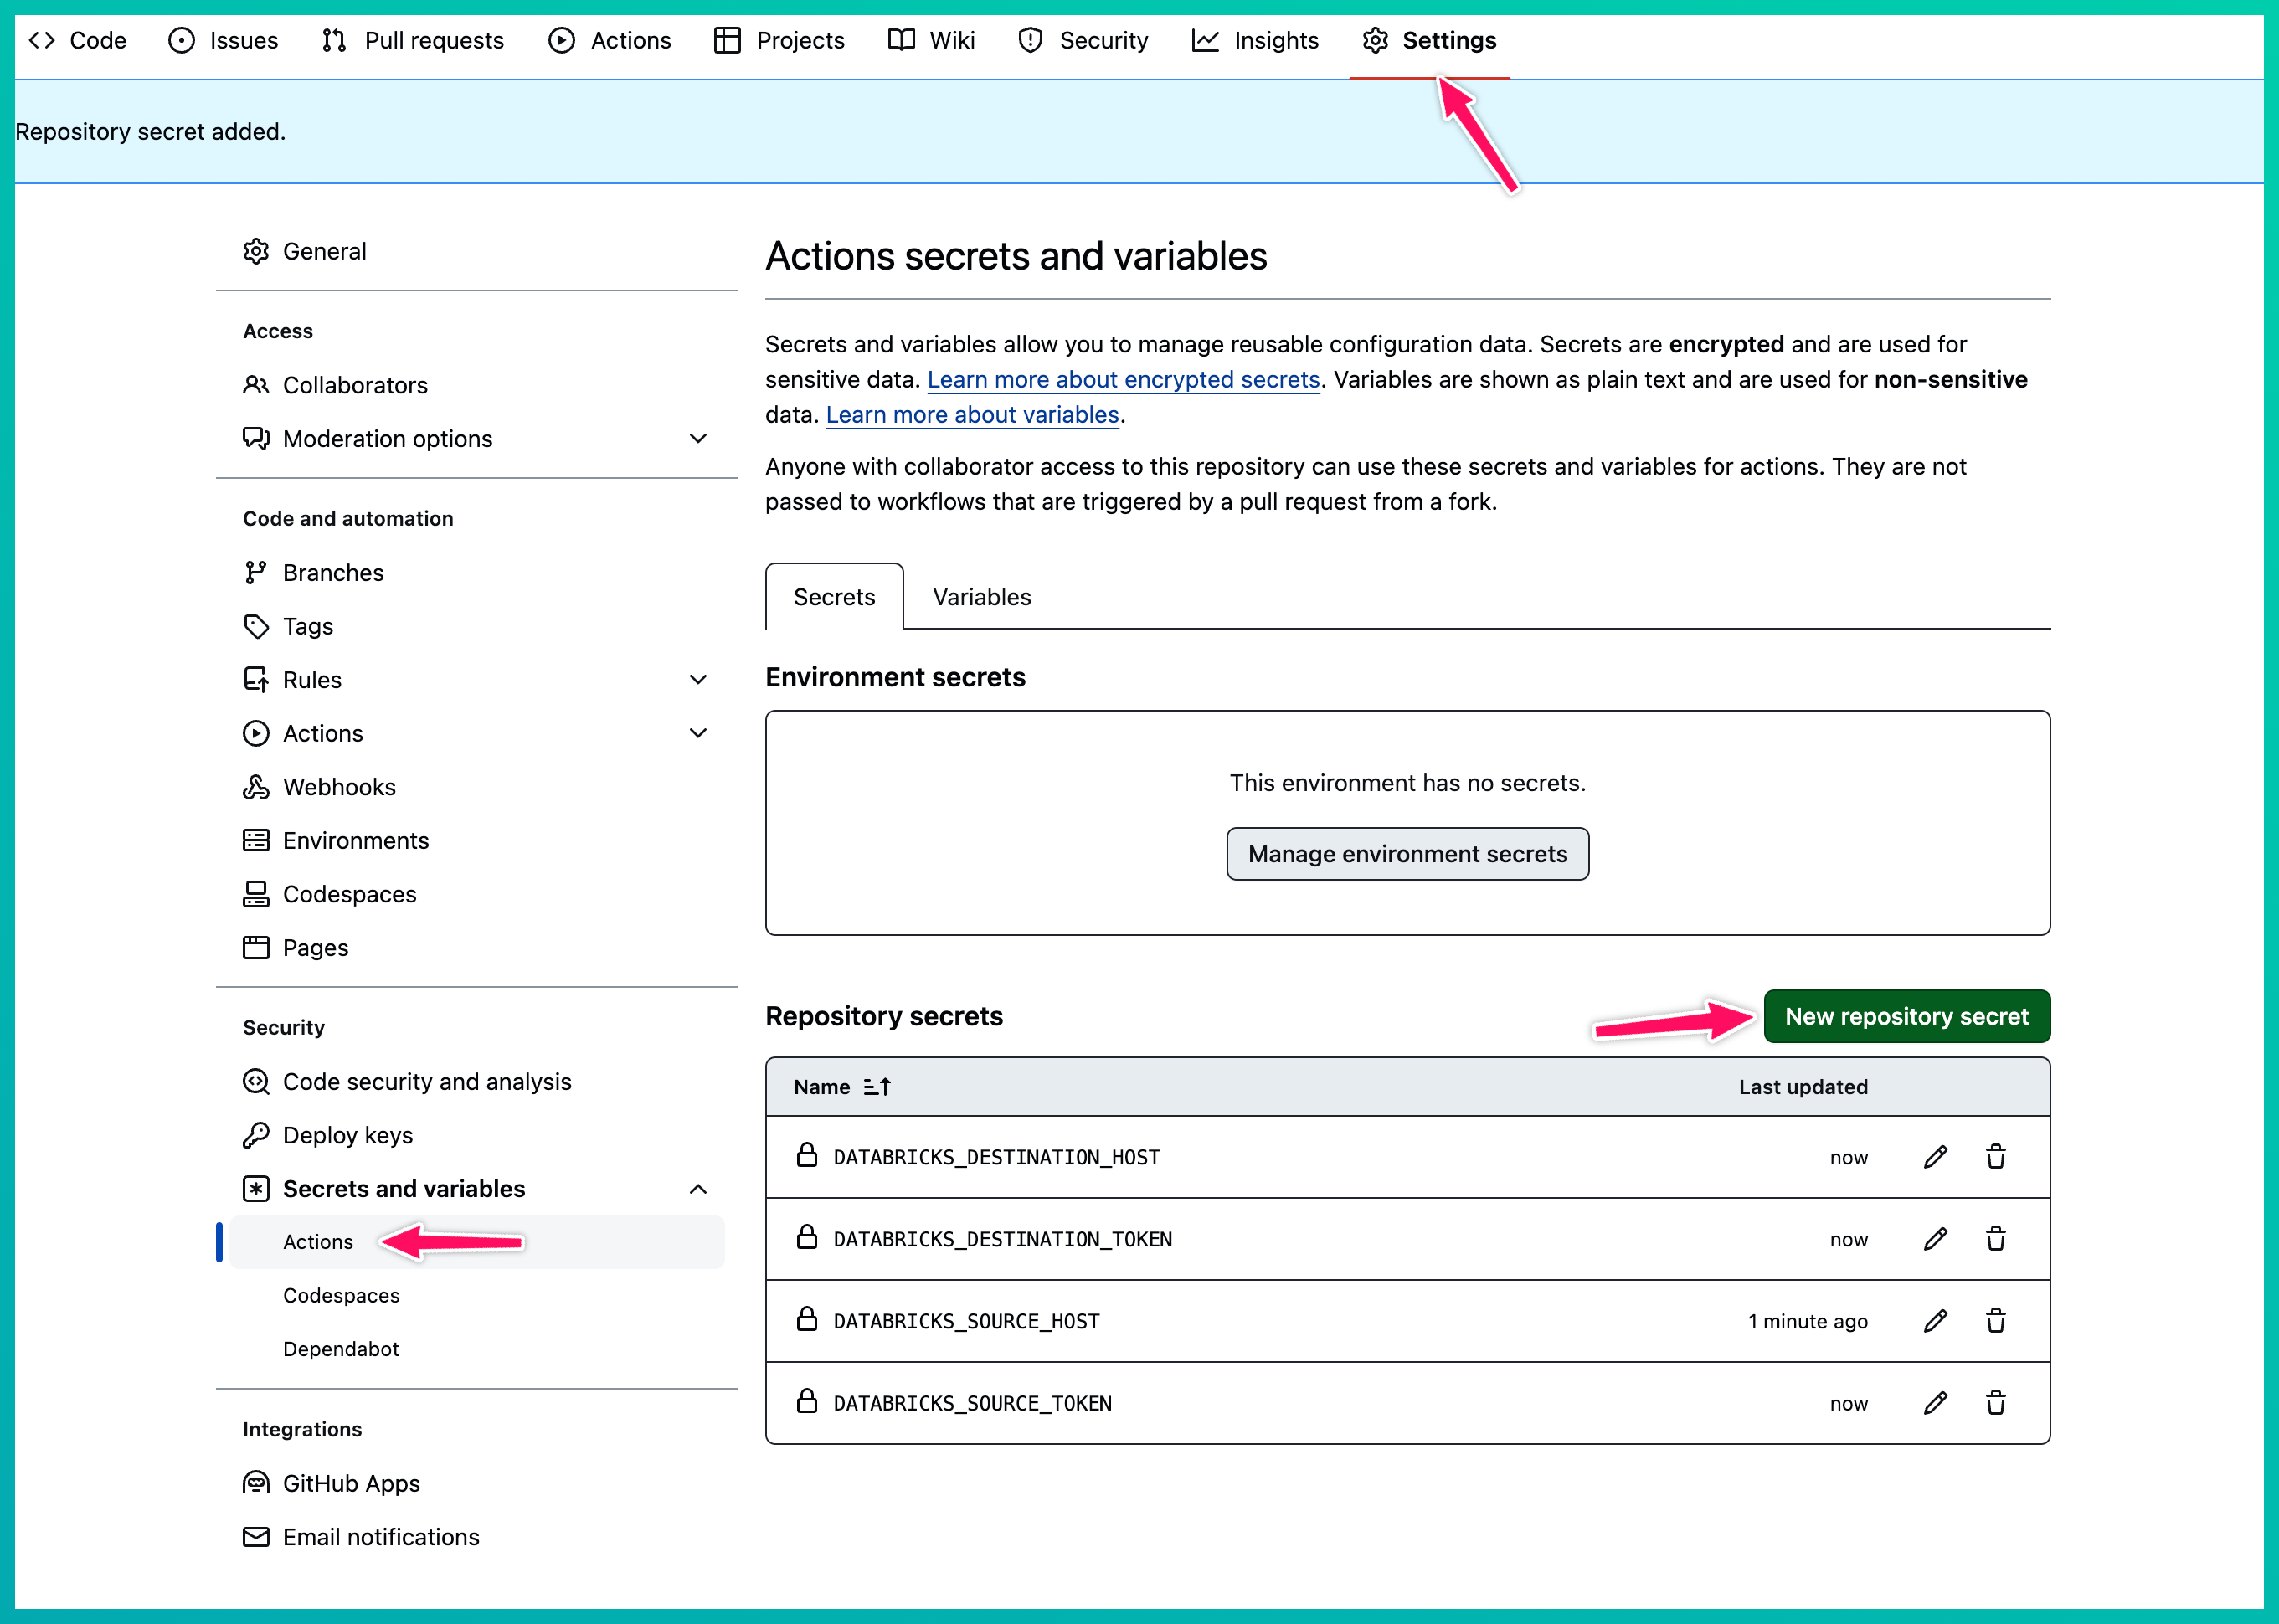 Code Issues Pull requests Actions Projects Wiki Security Insights Settings
Repository secret added.
General
Access
Collaborators
Moderation options
Code and automation
Branches
Tags
Rules
Actions
Webhooks
Environments
Codespaces
Pages
Security
Code security and analysis
Deploy keys
Secrets and variables
Actions
Codespaces
Dependabot
Integrations
GitHub Apps
Email notifications
Actions secrets and variables
Secrets and variables allow you to manage reusable configuration data. Secrets are encrypted and are used for
sensitive data. Learn more about encrypted secrets. Variables are shown as plain text and are used for non-sensitive
data. Learn more about variables.
Anyone with collaborator access to this repository can use these secrets and variables for actions. They are not
passed to workflows that are triggered by a pull request from a fork.
Secrets Variables
Environment secrets
This environment has no secrets.
Manage environment secrets
Repository secrets New repository secret
Name Last updated
DATABRICKS_DESTINATION_HOST now
DATABRICKS_DESTINATION_TOKEN now
DATABRICKS_SOURCE_HOST 1 minute ago
DATABRICKS_SOURCE_TOKEN now